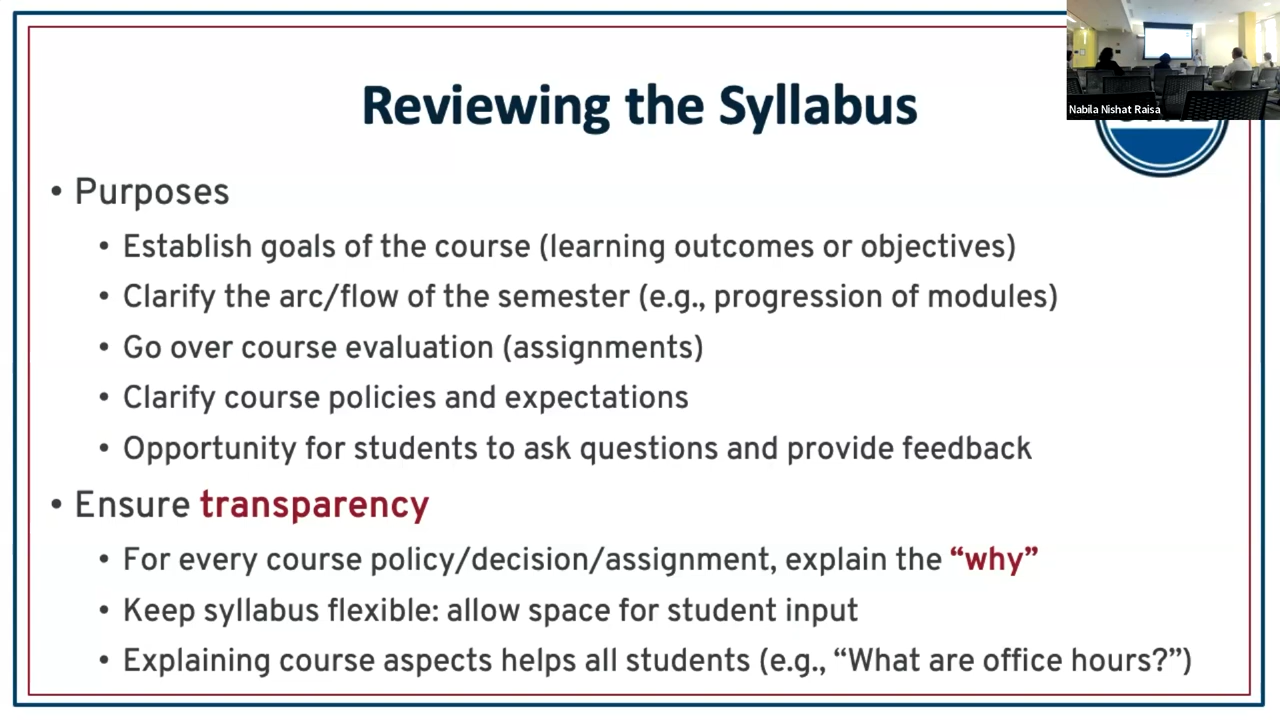 Reviewing the Syllabus
Nabila Nishat Raisa
• Purposes
• Establish goals of the course (learning outcomes or objectives)
• Clarify the arc/flow of the semester (e.g., progression of modules)
• Go over course evaluation (assignments)
• Clarify course policies and expectations
• Opportunity for students to ask questions and provide feedback
• Ensure transparency
• For every course policy/decision/assignment, explain the “why”
• Keep syllabus flexible: allow space for student input
• Explaining course aspects helps all students (e.g., “What are office hours?”)